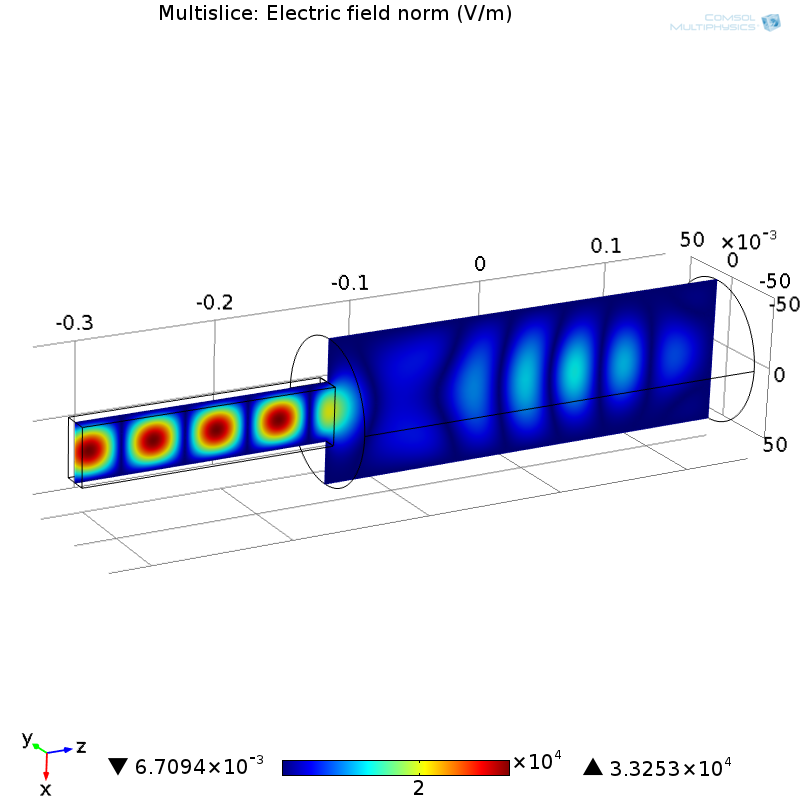 Multislice: Electric field norm (V/m)
COMSOL
MULTIPHYSICS
50 ×10⁻³
0.1 0
0 -50
-0.1 -50
-0.2
-0.3
0
50
y
z
x
▼ 6.7094×10⁻³ ×10⁴ ▲ 3.3253×10⁴
2